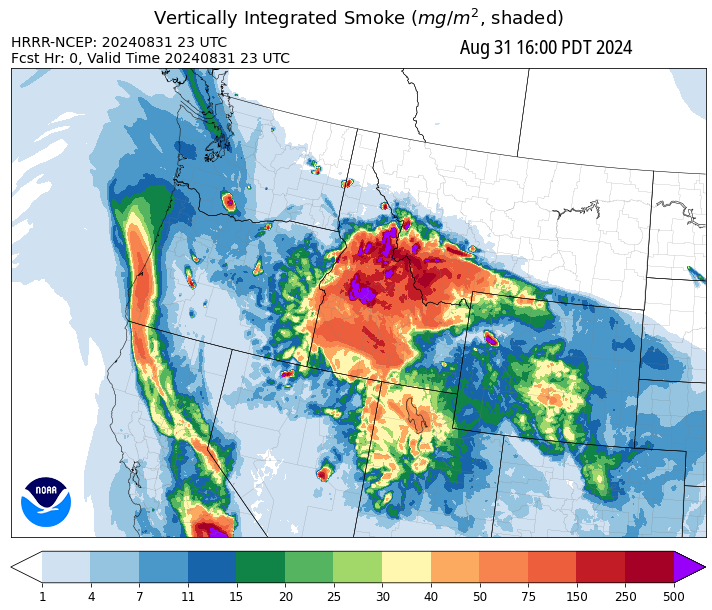 Vertically Integrated Smoke (mg/m², shaded)
HRRR-NCEP: 20240831 23 UTC
Fcst Hr: 0, Valid Time 20240831 23 UTC
Aug 31 16:00 PDT 2024
NOAA
1 4 7 11 15 20 25 30 40 50 75 150 250 500